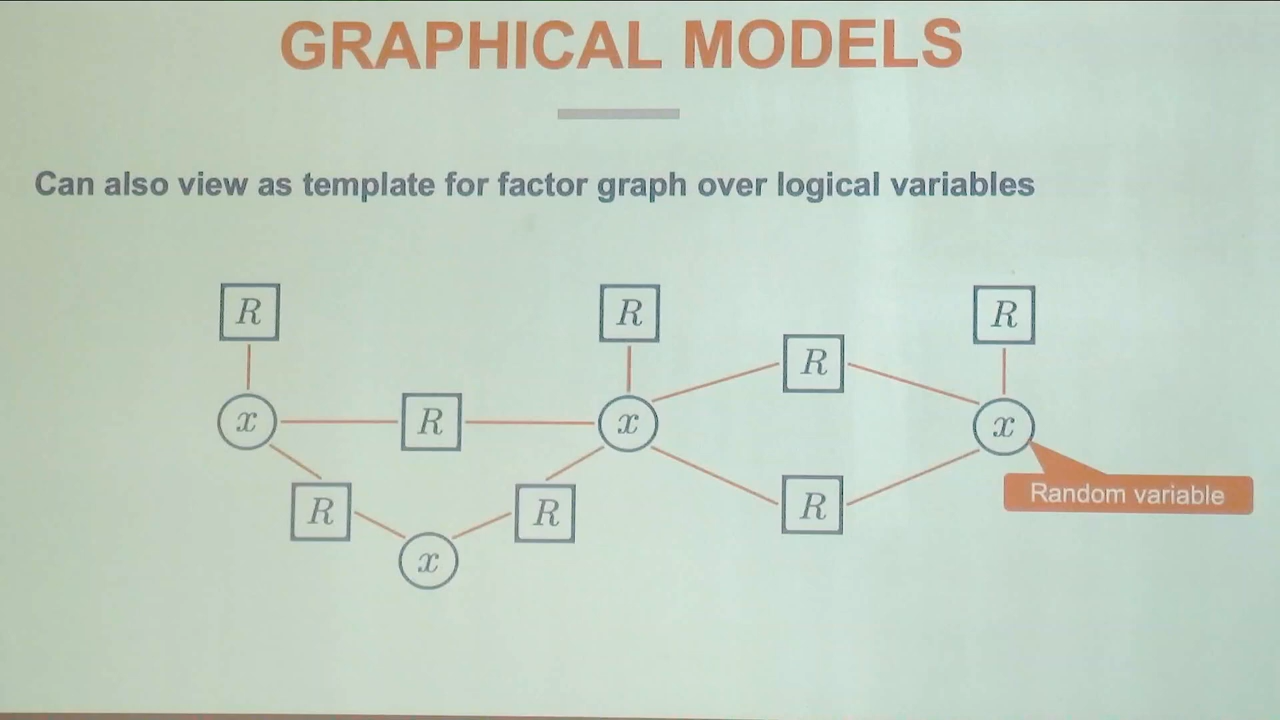 GRAPHICAL MODELS
Can also view as template for factor graph over logical variables
R
R
R
R
x
R
x
x
R
R
R
x
Random variable